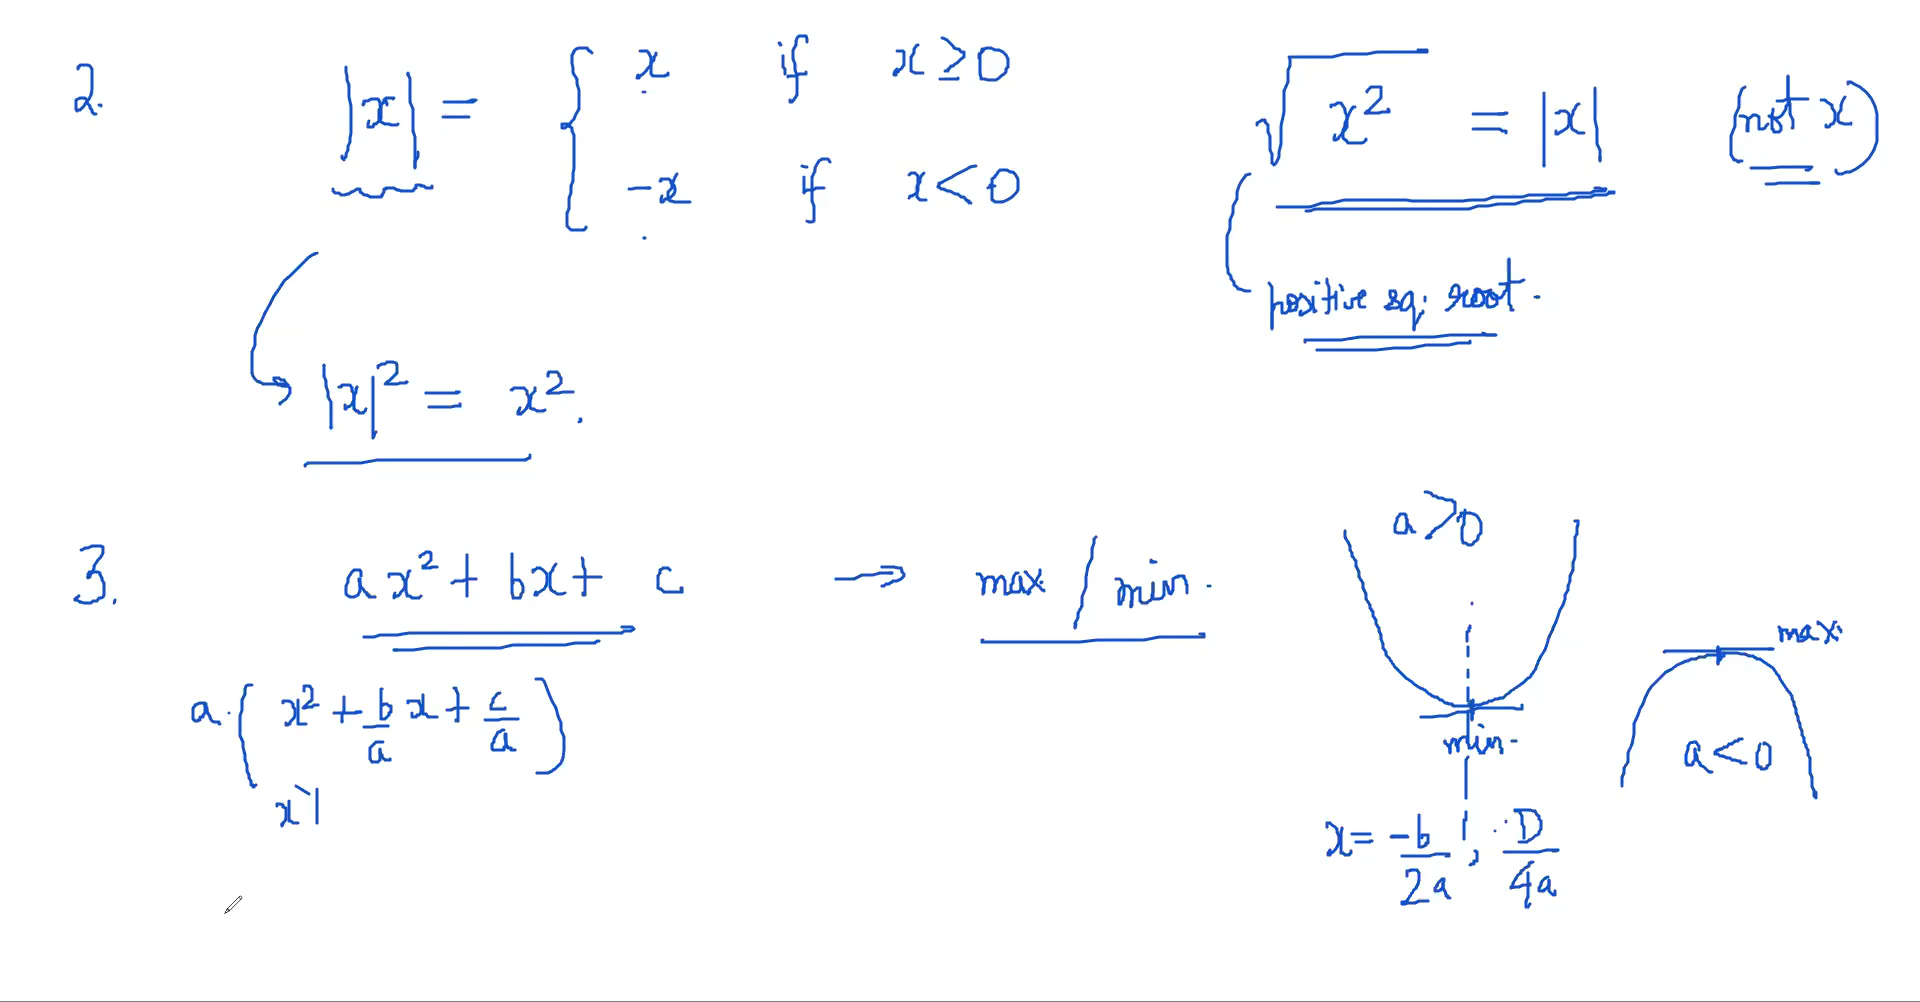 2. |x| = { x if x ≥ 0
-x if x < 0
√x² = |x| (not x)
positive sq. root.
|x|² = x².
3. ax² + bx + c → max. / min.
a > 0
min.
x = -b/2a , D/4a
max.
a < 0
a. ( x² + b/a x + c/a )